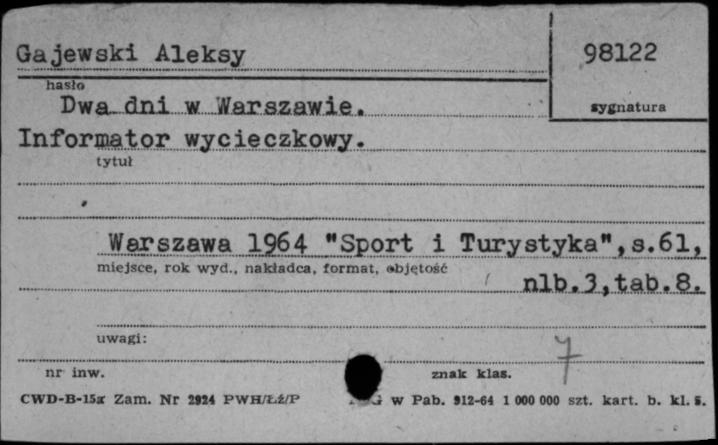 Gajewski Aleksy 98122
hasło
Dwa dni w Warszawie. sygnatura
Informator wycieczkowy.
tytuł
Warszawa 1964 "Sport i Turystyka",s.61,
miejsce, rok wyd., nakładca, format, objętość
nlb.3,tab.8.
uwagi:
7
nr inw. znak klas.
CWD-B-15a Zam. Nr 2924 PWH/ŁŻ/P G w Pab. 912-64 1 000 000 szt. kart. b. kl. 5.